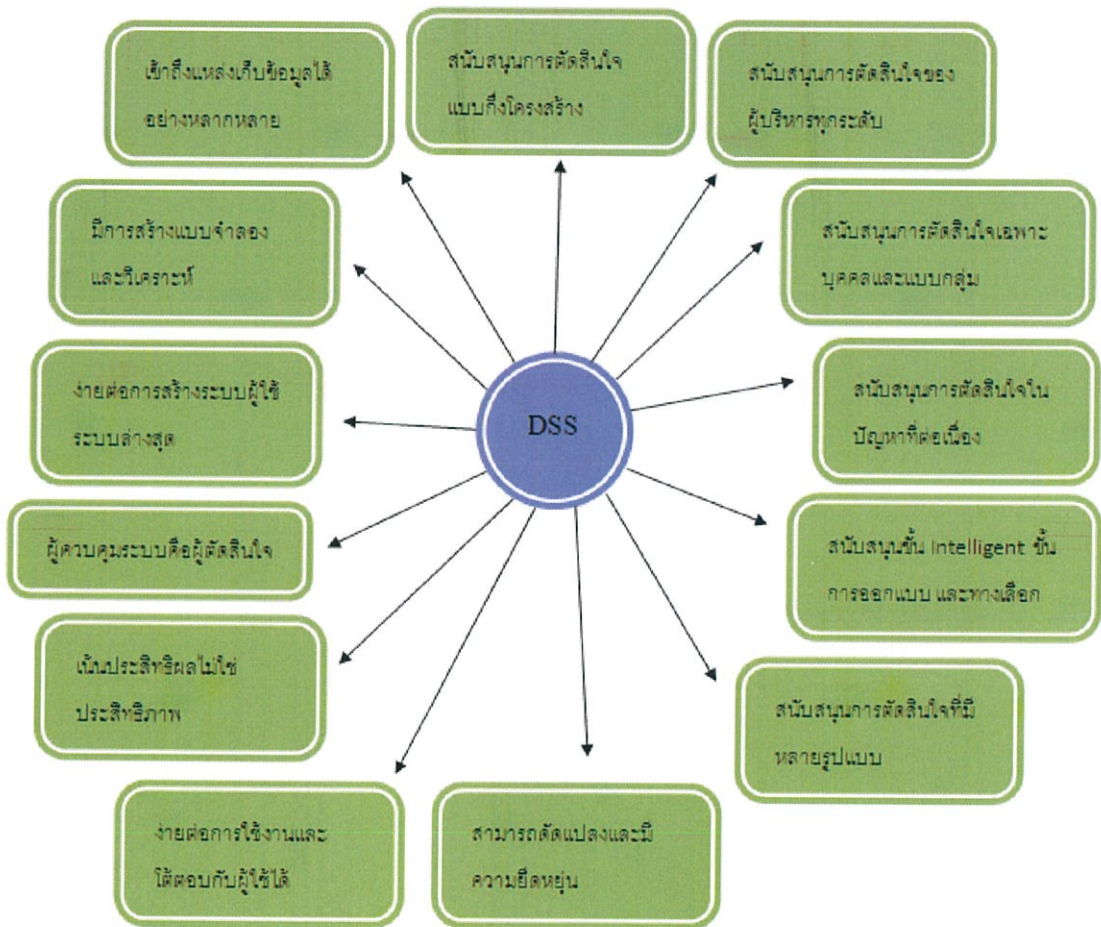 เข้าถึงแหล่งเก็บข้อมูลได้
อย่างหลากหลาย
สนับสนุนการตัดสินใจ
แบบกึ่งโครงสร้าง
สนับสนุนการตัดสินใจของ
ผู้บริหารทุกระดับ
มีการสร้างแบบจำลอง
และวิเคราะห์
สนับสนุนการตัดสินใจเฉพาะ
บุคคลและแบบกลุ่ม
ง่ายต่อการสร้างระบบผู้ใช้
ระบบล่างสุด
DSS
สนับสนุนการตัดสินใจใน
ปัญหาที่ต่อเนื่อง
ผู้ควบคุมระบบคือผู้ตัดสินใจ
สนับสนุนขั้น Intelligent ขั้น
การออกแบบ และทางเลือก
เน้นประสิทธิผลไม่ใช่
ประสิทธิภาพ
สนับสนุนการตัดสินใจที่มี
หลายรูปแบบ
ง่ายต่อการใช้งานและ
โต้ตอบกับผู้ใช้ได้
สามารถดัดแปลงและมี
ความยืดหยุ่น